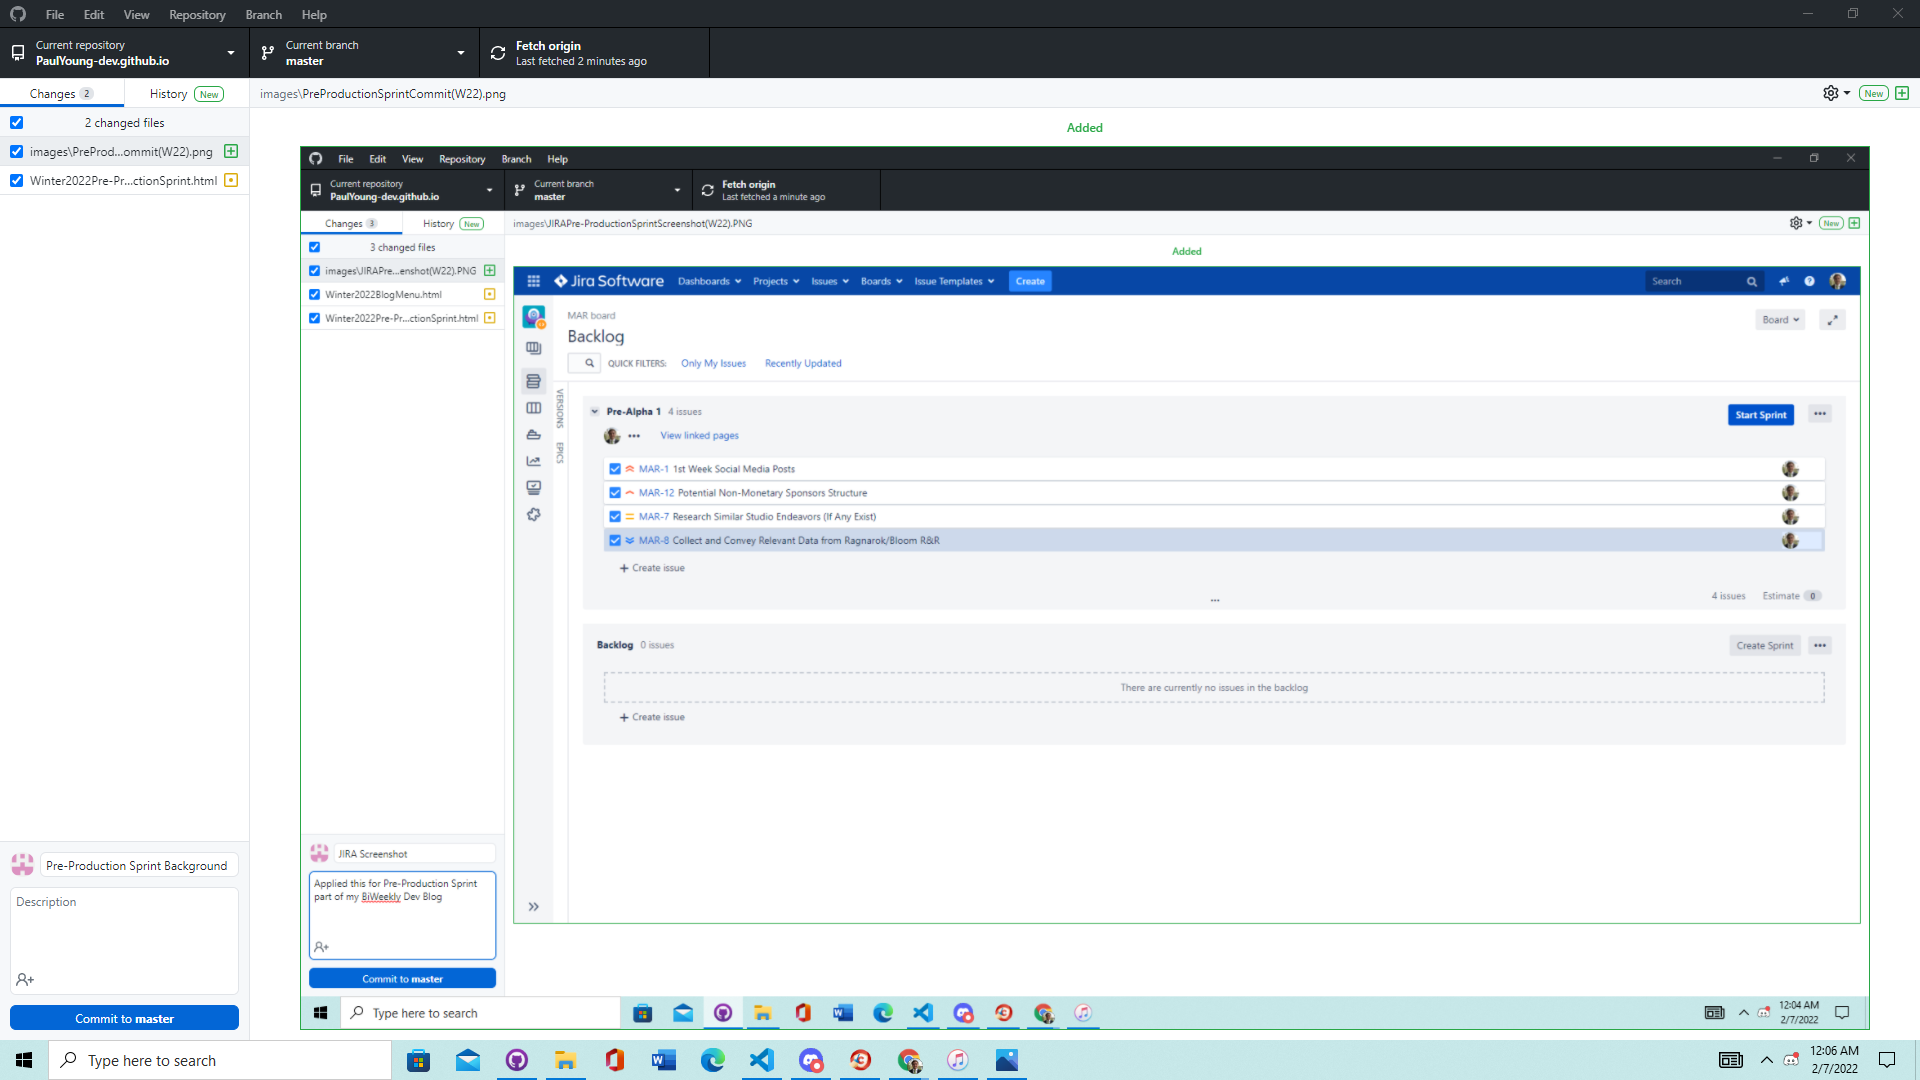 File Edit View Repository Branch Help
Current repository
PaulYoung-dev.github.io
Current branch
master
Fetch origin
Last fetched 2 minutes ago
Changes 2
History New
images\PreProductionSprintCommit(W22).png
New
2 changed files
images\PreProd...ommit(W22).png
Winter2022Pre-Pr...ctionSprint.html
Added
File Edit View Repository Branch Help
Current repository
PaulYoung-dev.github.io
Current branch
master
Fetch origin
Last fetched a minute ago
Changes 3
History New
images\JIRAPre-ProductionSprintScreenshot(W22).PNG
New
3 changed files
images\JIRAPre...enshot(W22).PNG
Winter2022BlogMenu.html
Winter2022Pre-Pr...ctionSprint.html
Added
Jira Software Dashboards Projects Issues Boards Issue Templates Create Search
MAR board
Backlog
Board
QUICK FILTERS: Only My Issues Recently Updated
VERSIONS
EPICS
Pre-Alpha 1 4 issues
Start Sprint
View linked pages
MAR-1 1st Week Social Media Posts
MAR-12 Potential Non-Monetary Sponsors Structure
MAR-7 Research Similar Studio Endeavors (If Any Exist)
MAR-8 Collect and Convey Relevant Data from Ragnarok/Bloom R&R
+ Create issue
4 issues Estimate 0
Backlog 0 issues
Create Sprint
There are currently no issues in the backlog
+ Create issue
JIRA Screenshot
Applied this for Pre-Production Sprint
part of my BiWeekly Dev Blog
Commit to master
Type here to search
12:04 AM
2/7/2022
Pre-Production Sprint Background
Description
Commit to master
Type here to search
12:06 AM
2/7/2022